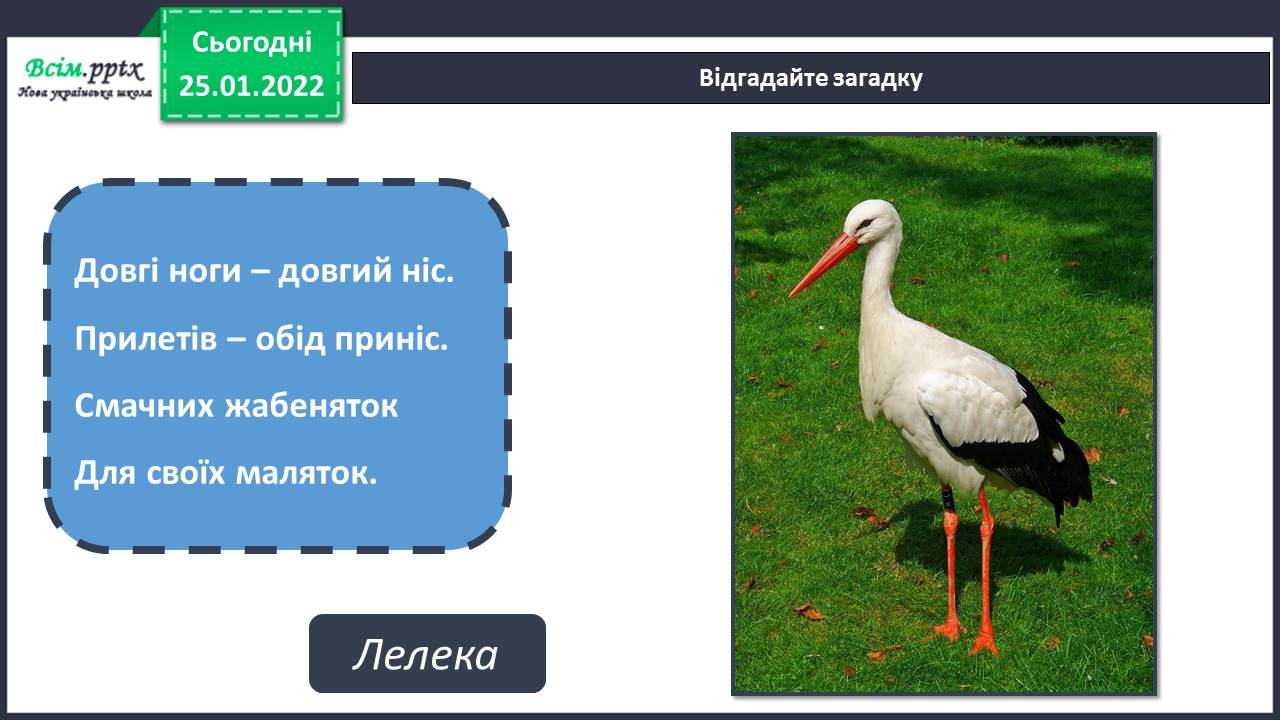 Сьогодні
25.01.2022
Всім.pptx
Нова українська школа
Відгадайте загадку
Довгі ноги – довгий ніс.
Прилетів – обід приніс.
Смачних жабеняток
Для своїх маляток.
Лелека